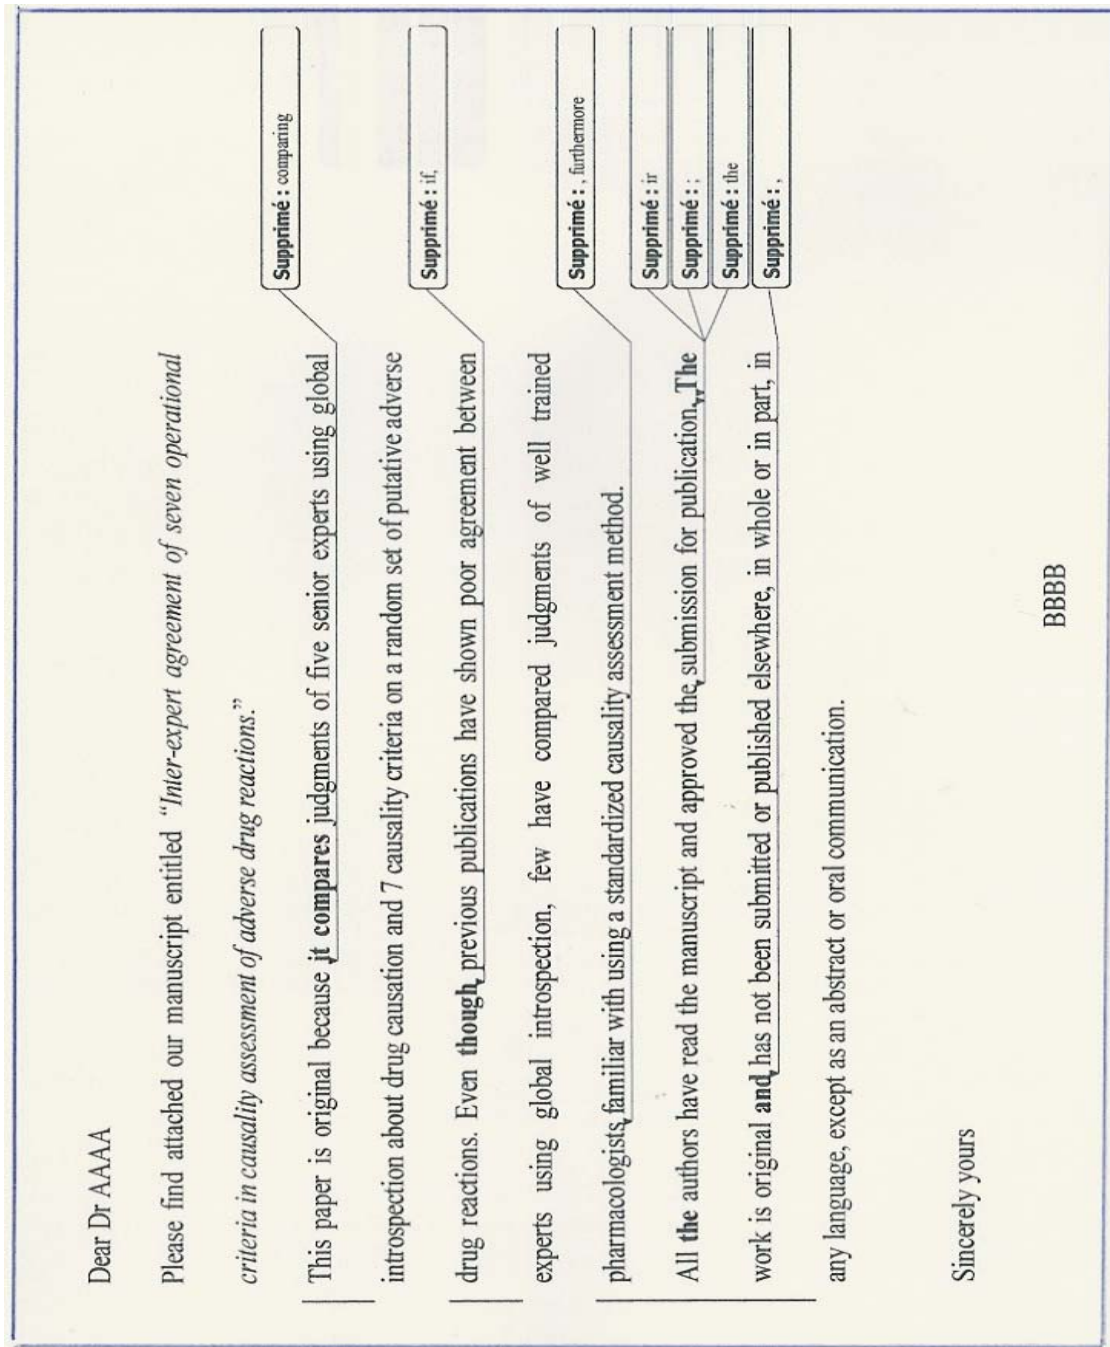 Dear Dr AAAA
Please find attached our manuscript entitled “Inter-expert agreement of seven operational
criteria in causality assessment of adverse drug reactions.”
This paper is original because it compares judgments of five senior experts using global
Supprimé : comparing
introspection about drug causation and 7 causality criteria on a random set of putative adverse
drug reactions. Even though previous publications have shown poor agreement between
Supprimé : if,
experts using global introspection, few have compared judgments of well trained
pharmacologists familiar with using a standardized causality assessment method.
Supprimé : , furthermore
All the authors have read the manuscript and approved the submission for publication. The
Supprimé : ir
Supprimé : ;
Supprimé : the
work is original and has not been submitted or published elsewhere, in whole or in part, in
Supprimé : ,
any language, except as an abstract or oral communication.
Sincerely yours
BBBB